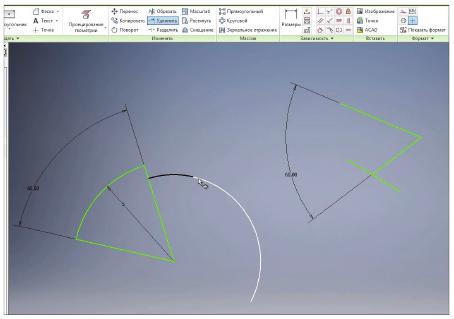 Фаска Перенос Обрезать Масштаб Прямоугольный Изображение
Текст Копировать Удлинить Растянуть Круговой Точки
Точка Поворот Разделить Смещение Зеркальное отражение ACAD Показать формат
Проецирование геометрии Размеры
Изменить Массив Зависимость Вставить Формат
60,00
60,00